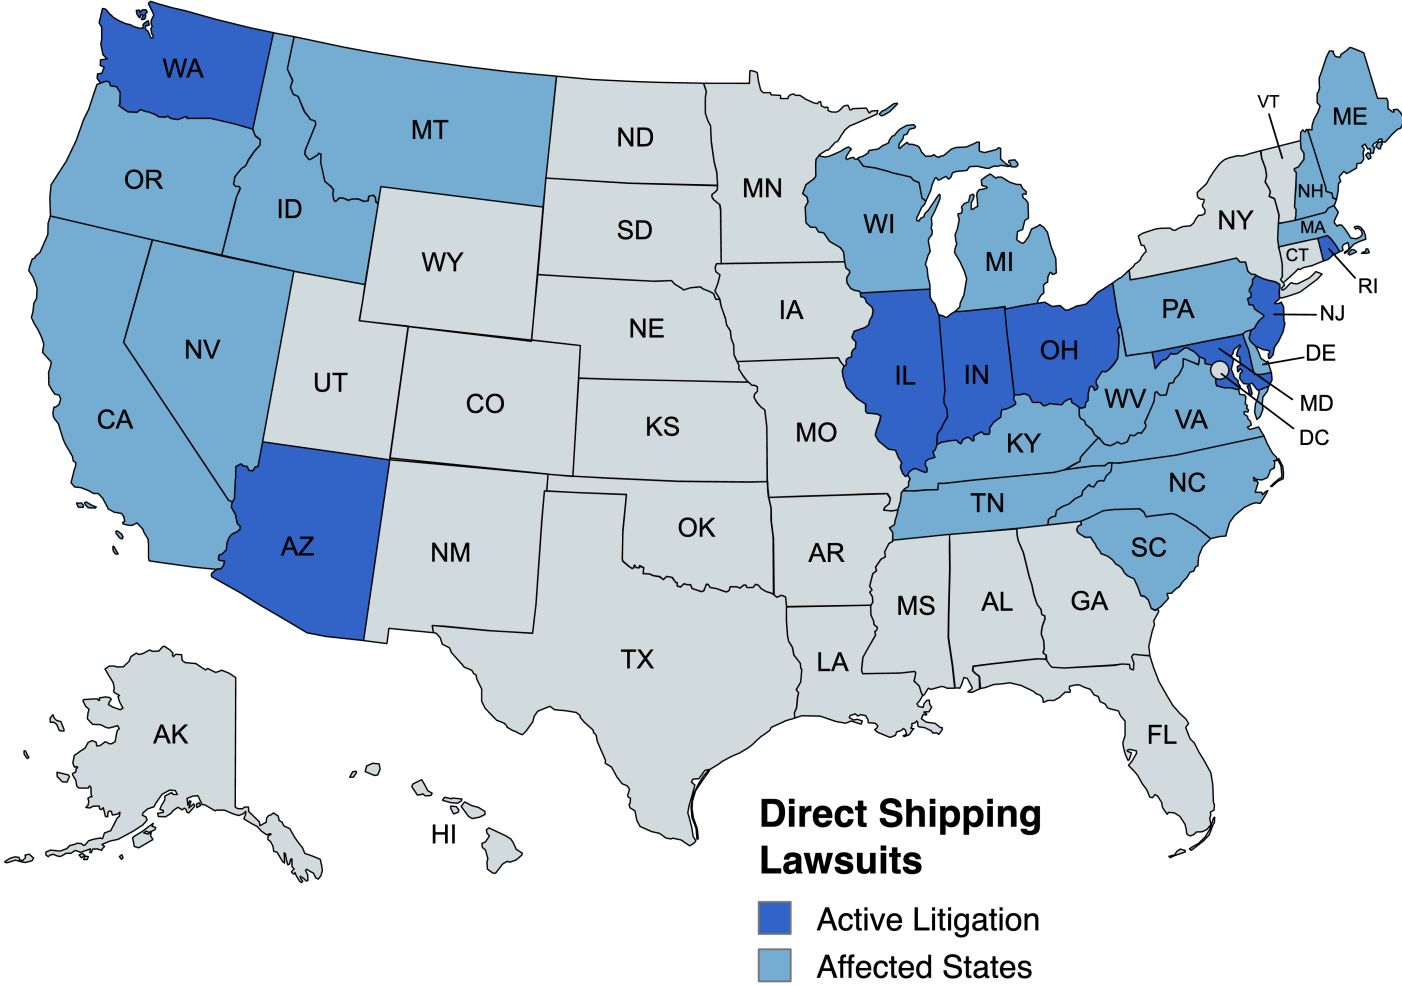 WA
VT
ME
MT
ND
OR
MN
ID
NH
SD
WI
NY
MA
CT
WY
MI
RI
IA
PA
NJ
NE
NV
OH
DE
UT
IL
IN
CO
WV
MD
CA
KS
MO
KY
VA
DC
TN
NC
OK
AZ
NM
AR
SC
MS
AL
GA
TX
LA
AK
FL
HI
Direct Shipping
Lawsuits
Active Litigation
Affected States